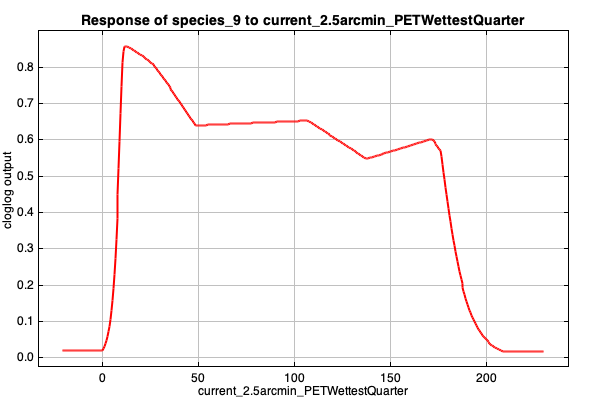 Response of species_9 to current_2.5arcmin_PETWettestQuarter
cloglog output
0.8
0.7
0.6
0.5
0.4
0.3
0.2
0.1
0.0
0 50 100 150 200
current_2.5arcmin_PETWettestQuarter